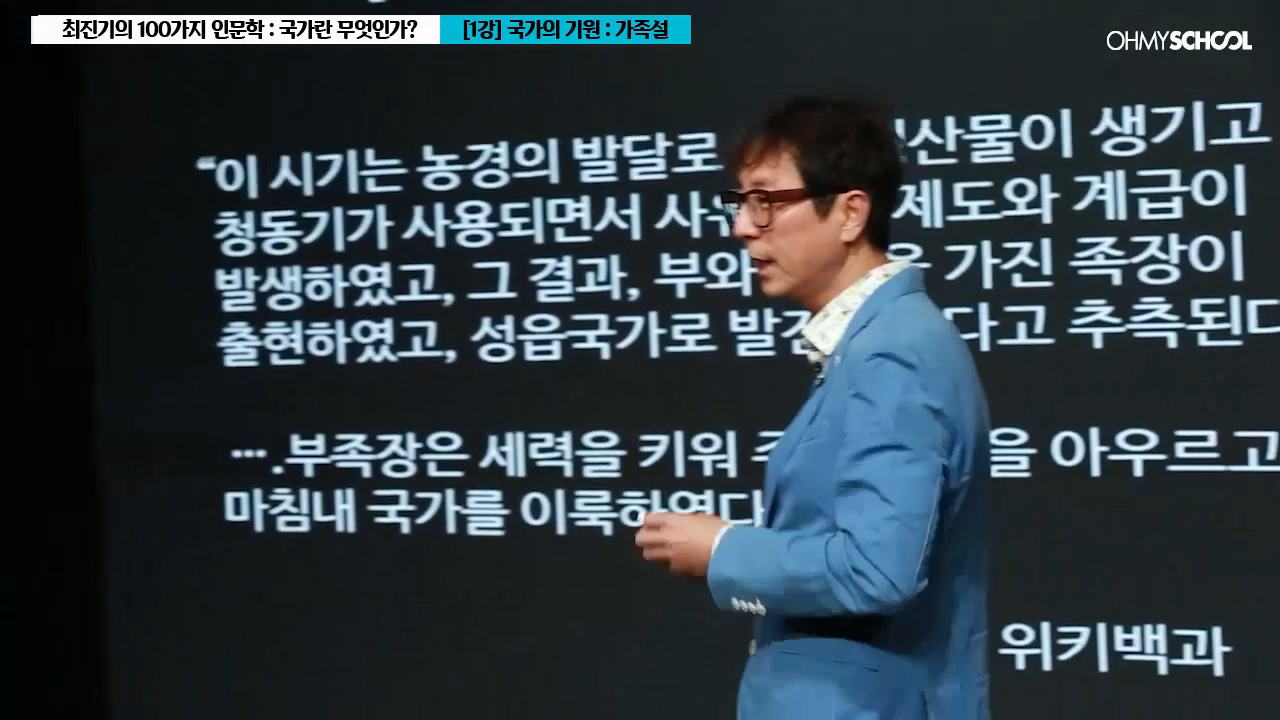 최진기의 100가지 인문학 : 국가란 무엇인가? [1강] 국가의 기원 : 가족설
OHMYSCHOOL
“이 시기는 농경의 발달로 산물이 생기고
청동기가 사용되면서 제도와 계급이
발생하였고, 그 결과, 부와 가진 족장이
출현하였고, 성읍국가로 추측된다
….부족장은 세력을 키워 아우르고
마침내 국가를 이룩하였다
위키백과